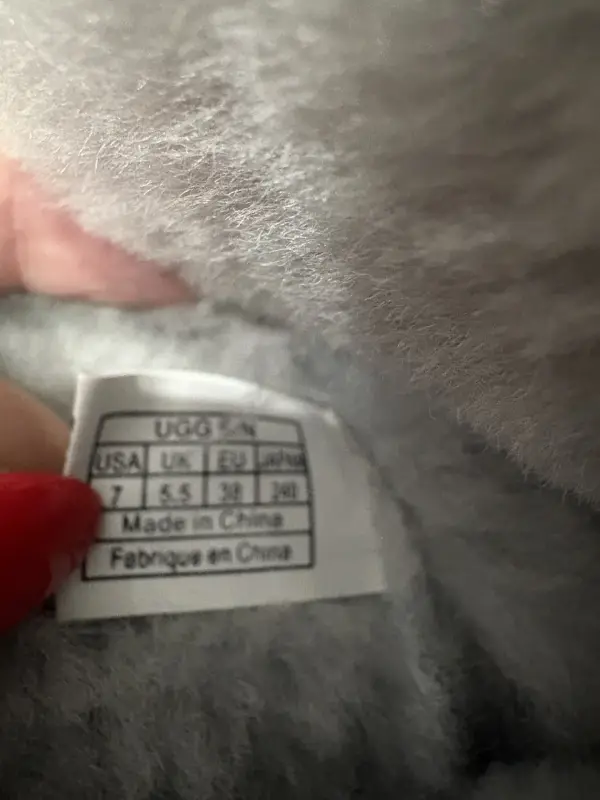 UGG S/N
USA UK EU JAPAN
7 5.5 38 240
Made in China
Fabrique en China